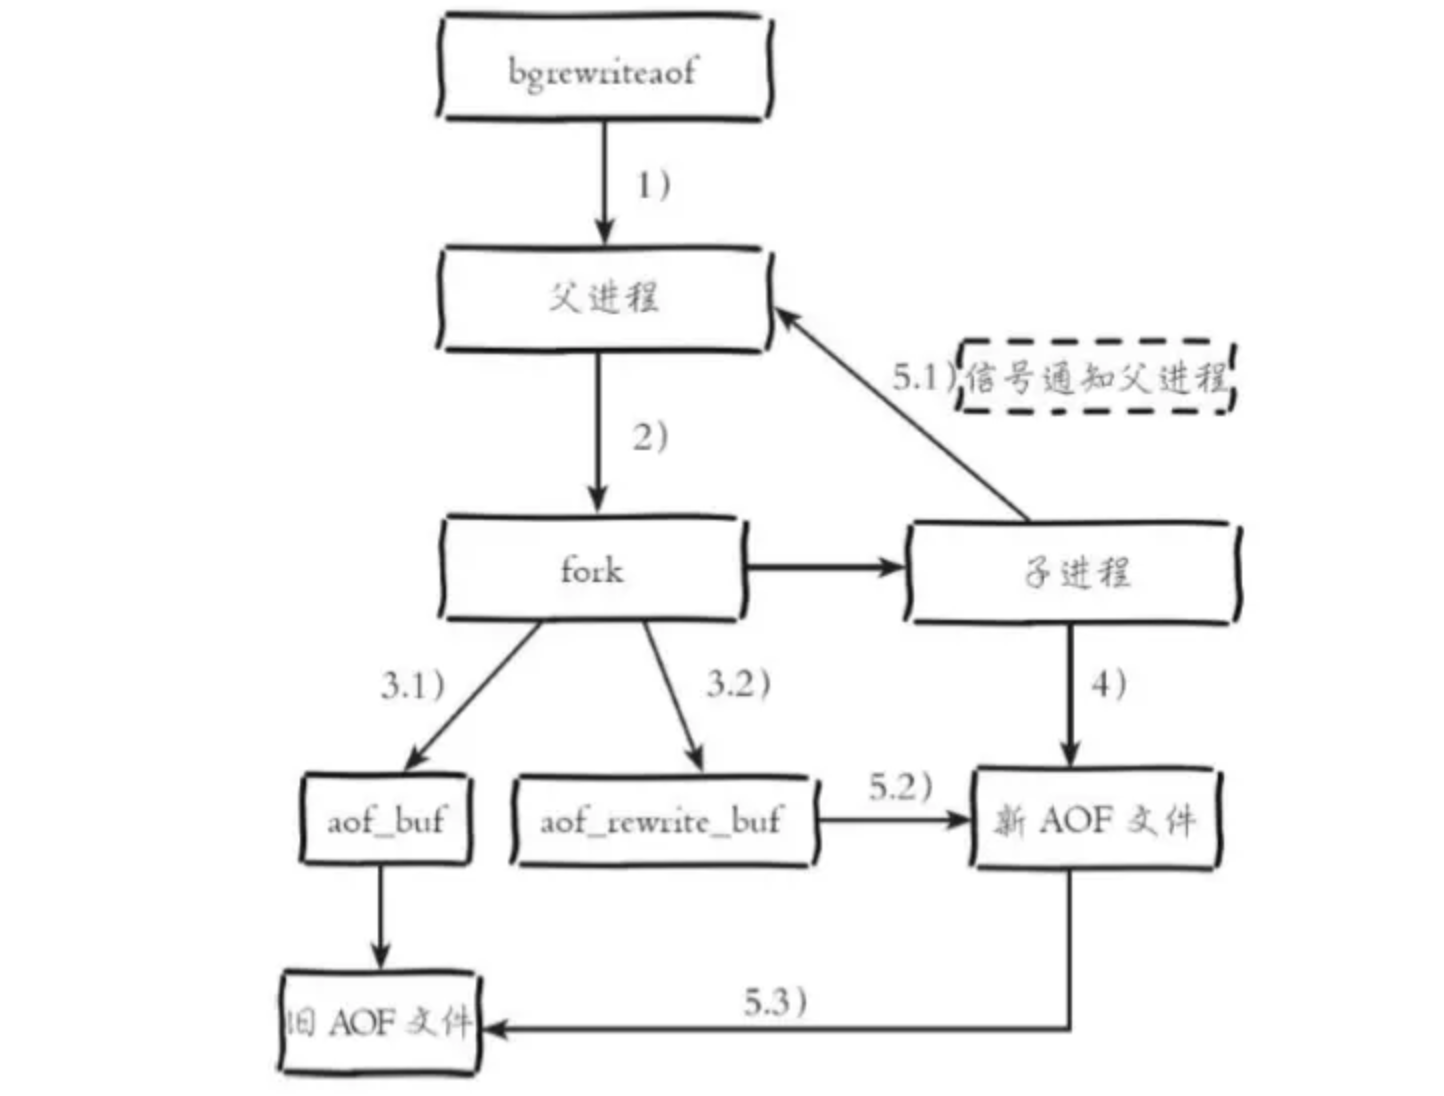 bgrewriteaof
1)
父进程
5.1)信号通知父进程
2)
fork
子进程
3.1)
3.2)
4)
aof_buf
aof_rewrite_buf
5.2)
新 AOF 文件
5.3)
旧 AOF 文件